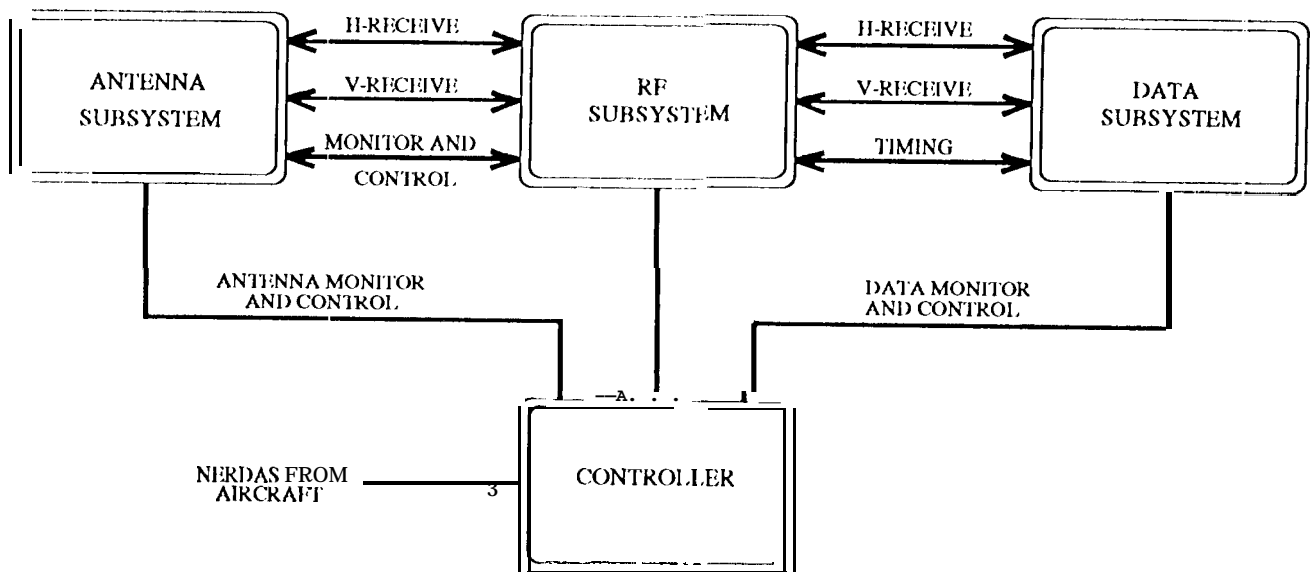 H-RECEIVE
H-RECEIVE
ANTENNA
SUBSYSTEM
V-RECEIVE
RF
SUBSYSTEM
V-RECEIVE
DATA
SUBSYSTEM
MONITOR AND
CONTROL
TIMING
ANTENNA MONITOR
AND CONTROL
DATA MONITOR
AND CONTROL
—A. . .
NERDAS FROM
AIRCRAFT
3
CONTROLLER